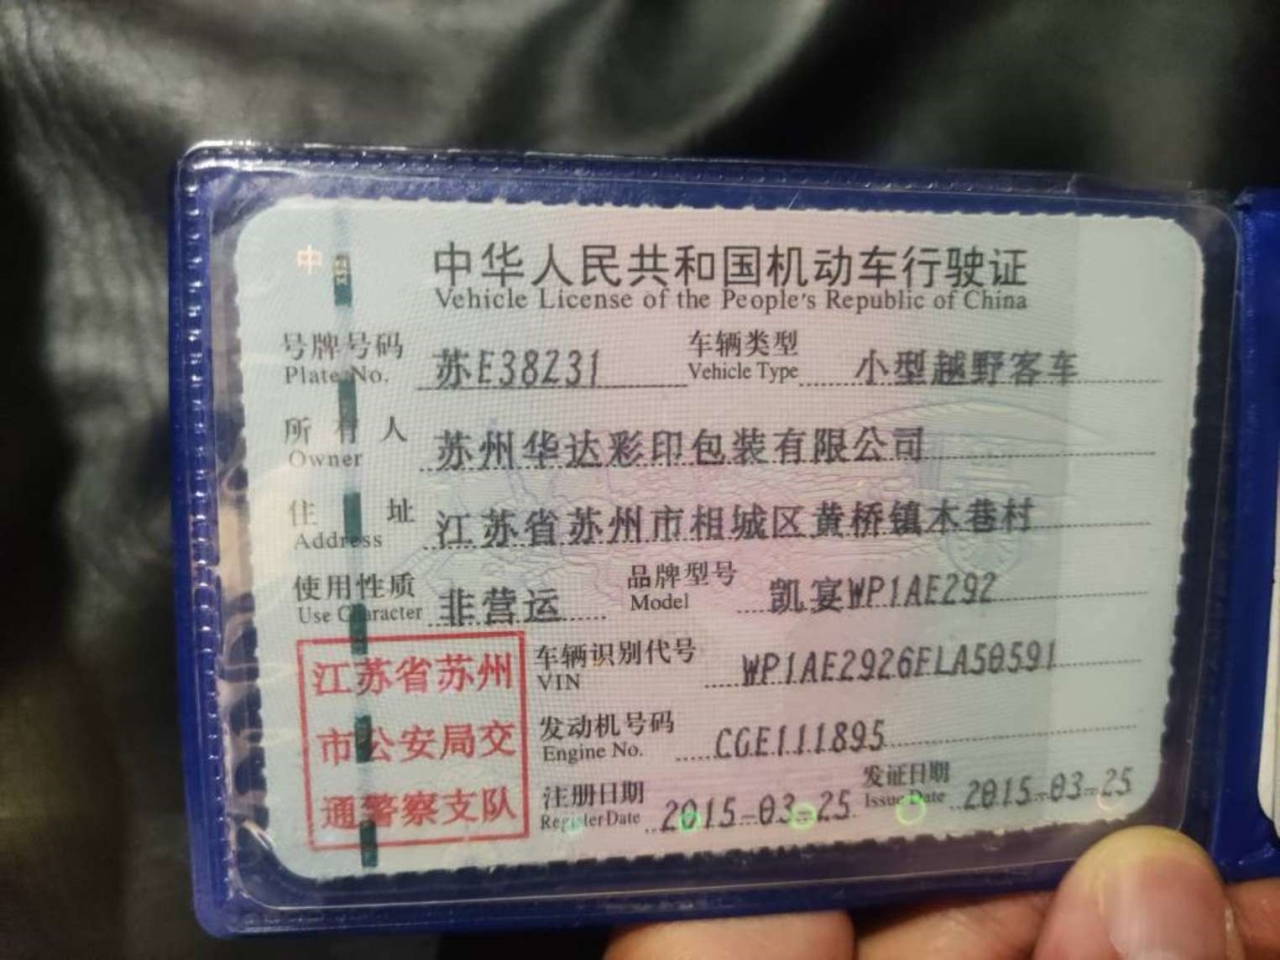 中华人民共和国机动车行驶证
Vehicle License of the People's Republic of China
号牌号码 苏E38Z31 车辆类型 小型越野客车
Plate No. Vehicle Type
所有人 苏州华达彩印包装有限公司
Owner
住址 江苏省苏州市相城区黄桥镇木巷村
Address
使用性质 非营运 品牌型号 凯宴WP1AE292
Use Character Model
江苏省苏州
市公安局交
通警察支队
车辆识别代号 WP1AE2926FLA50591
VIN
发动机号码 CGE111895
Engine No.
注册日期 2015-03-25 发证日期 2015-03-25
Register Date Issue Date